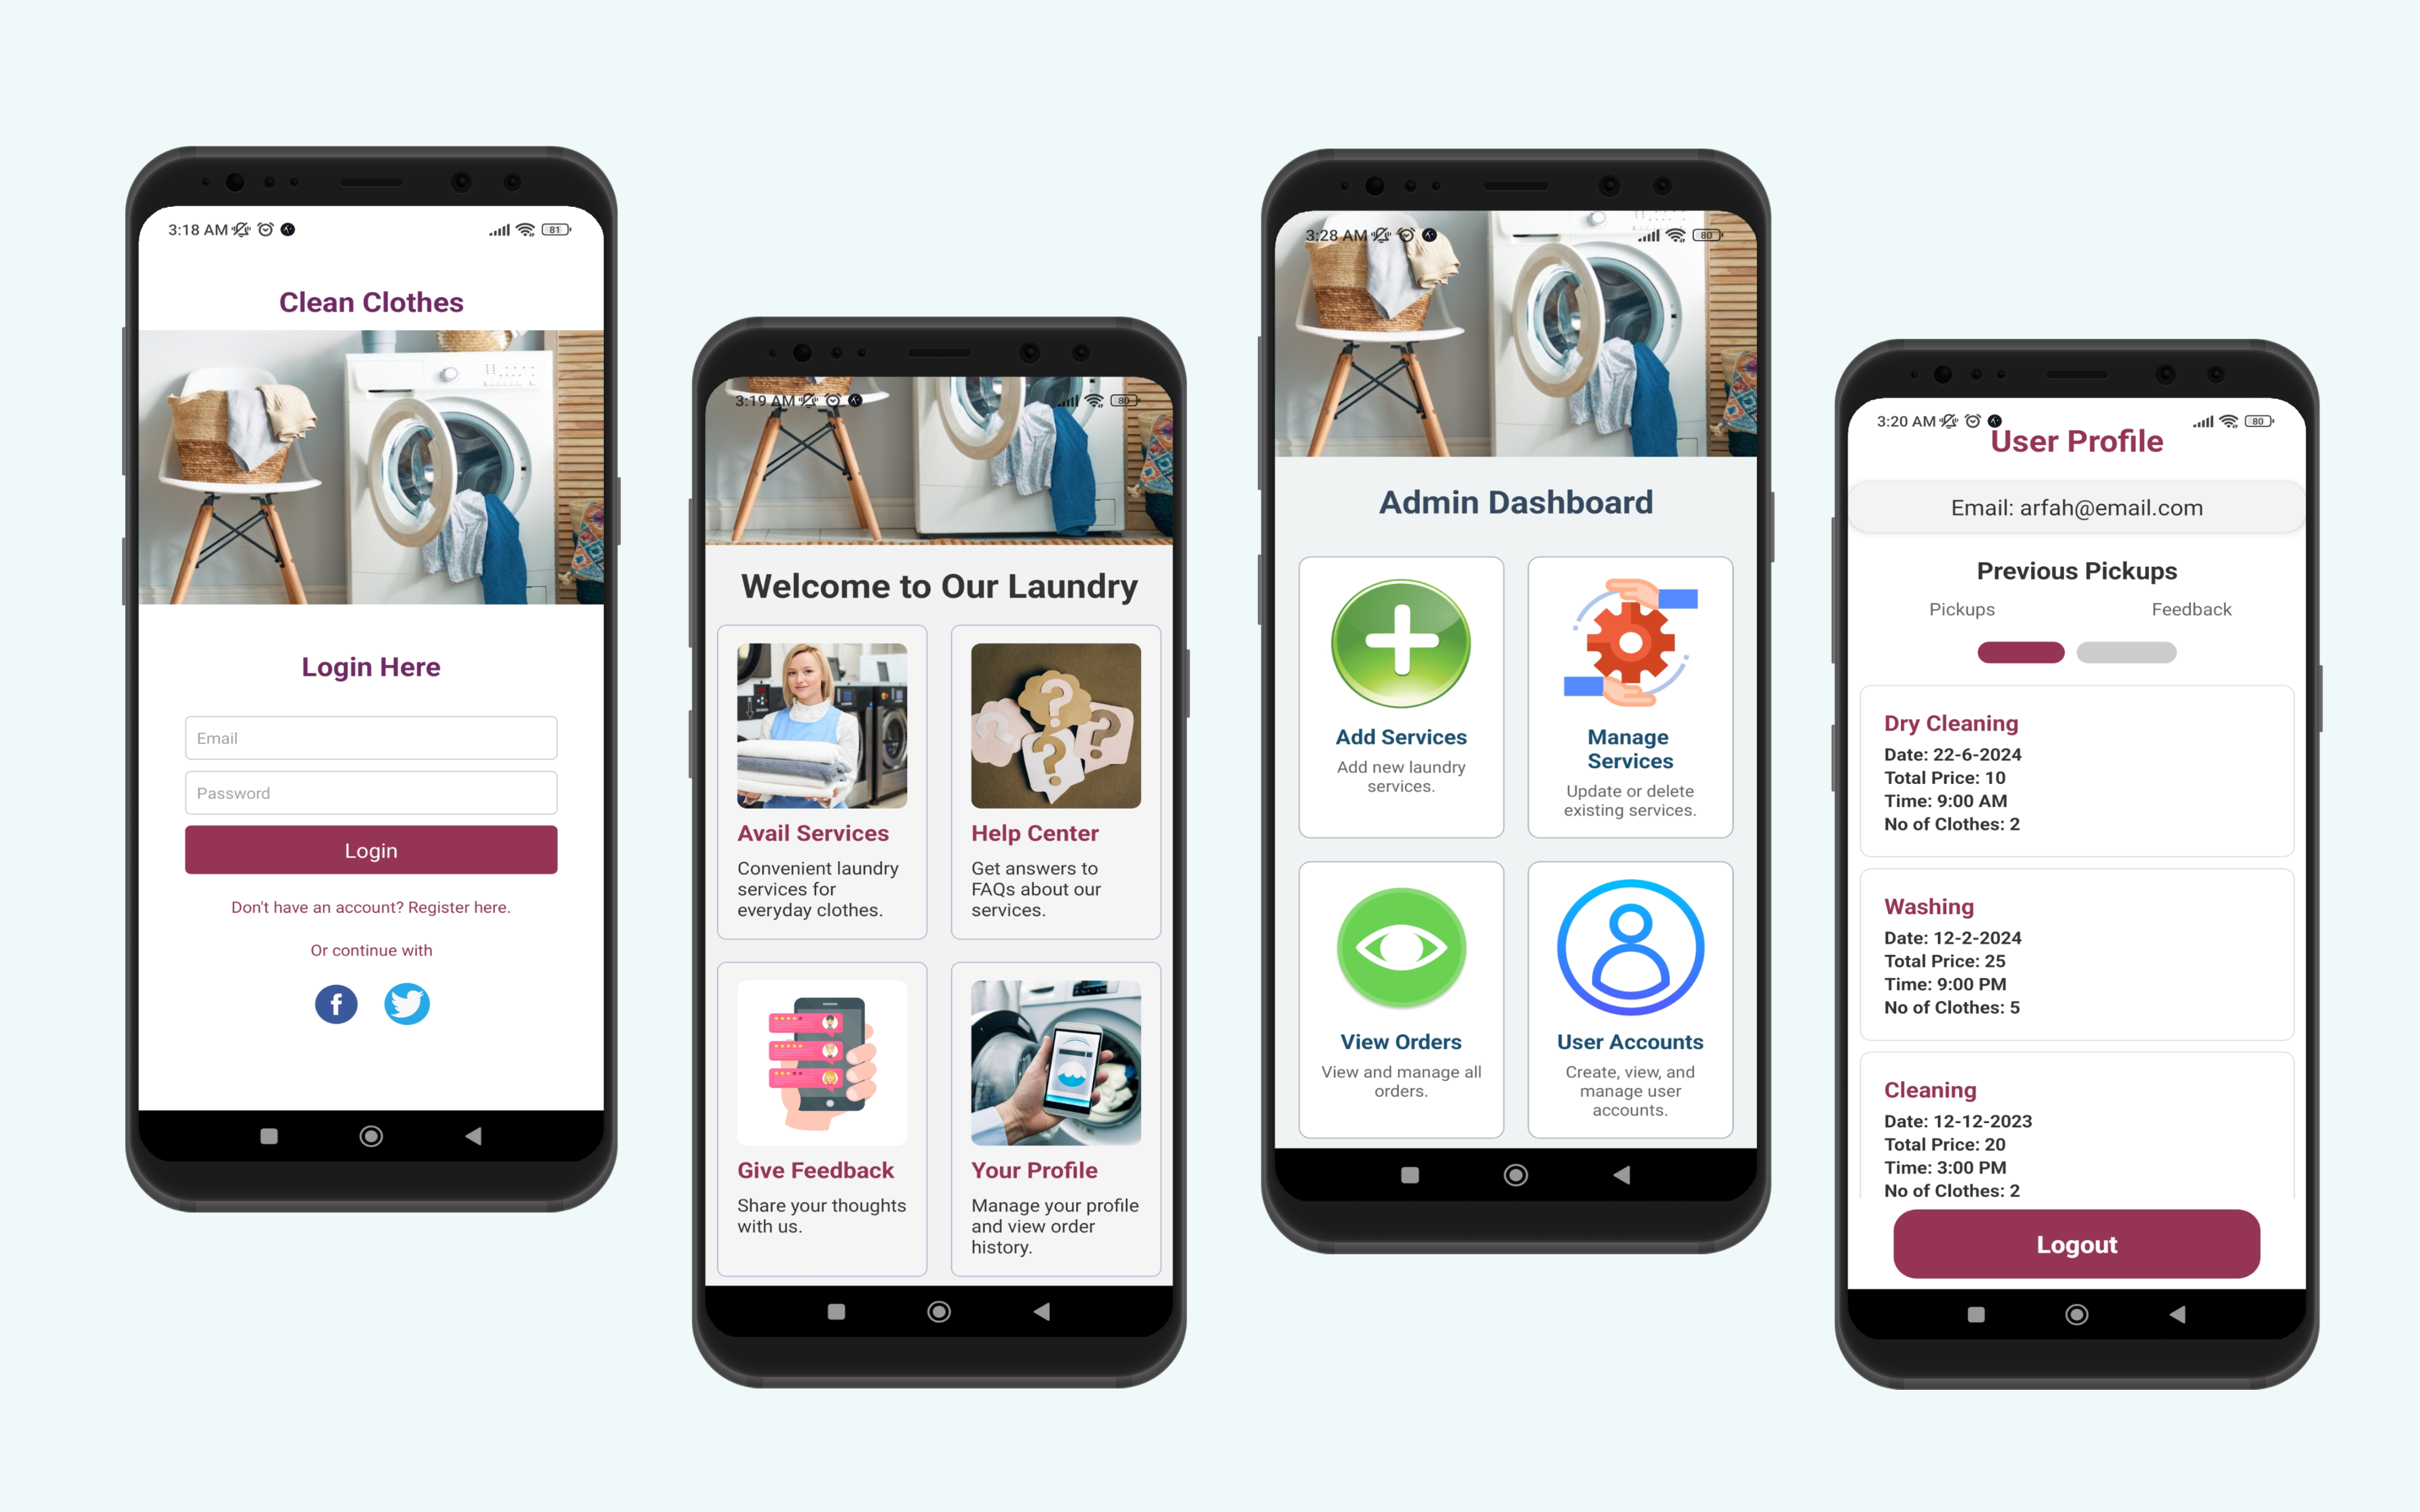 3:18 AM
81
Clean Clothes
Login Here
Email
Password
Login
Don't have an account? Register here.
Or continue with
f
3:19 AM
80
Welcome to Our Laundry
Avail Services
Convenient laundry
services for
everyday clothes.
Help Center
Get answers to
FAQs about our
services.
Give Feedback
Share your thoughts
with us.
Your Profile
Manage your profile
and view order
history.
3:28 AM
80
Admin Dashboard
Add Services
Add new laundry
services.
Manage
Services
Update or delete
existing services.
View Orders
View and manage all
orders.
User Accounts
Create, view, and
manage user
accounts.
3:20 AM
80
User Profile
Email: arfah@email.com
Previous Pickups
Pickups
Feedback
Dry Cleaning
Date: 22-6-2024
Total Price: 10
Time: 9:00 AM
No of Clothes: 2
Washing
Date: 12-2-2024
Total Price: 25
Time: 9:00 PM
No of Clothes: 5
Cleaning
Date: 12-12-2023
Total Price: 20
Time: 3:00 PM
No of Clothes: 2
Logout